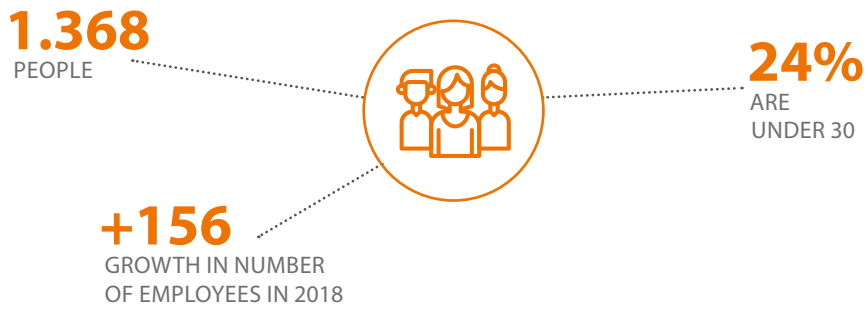 1.368
PEOPLE
24%
ARE
UNDER 30
+156
GROWTH IN NUMBER
OF EMPLOYEES IN 2018